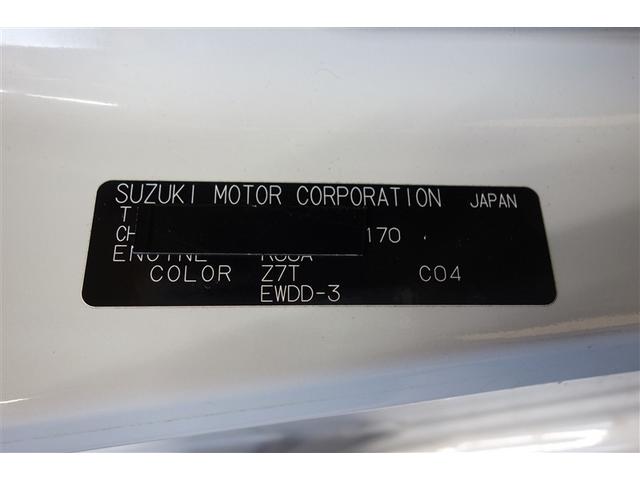 SUZUKI MOTOR CORPORATION JAPAN
170
COLOR Z7T C04
EWDD-3